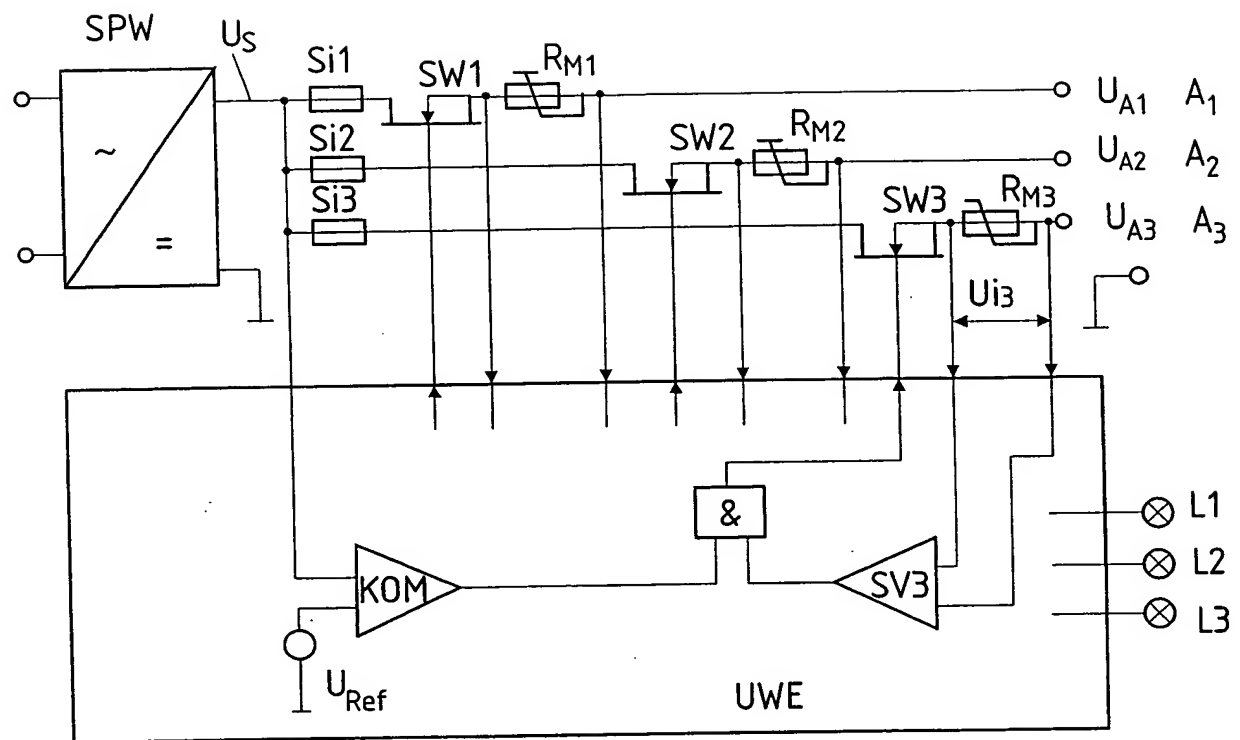 SPW
U_S
Si1
SW1
R_M1
U_A1 A_1
Si2
SW2
R_M2
U_A2 A_2
Si3
SW3
R_M3
U_A3 A_3
~
=
Ui3
&
L1
KOM
SV3
L2
L3
U_Ref
UWE